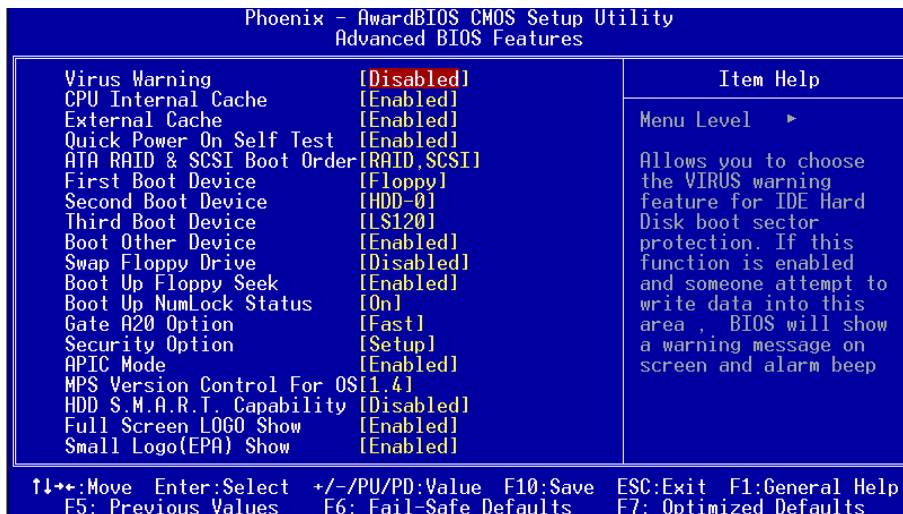 Phoenix - AwardBIOS CMOS Setup Utility
Advanced BIOS Features
Virus Warning [Disabled]
CPU Internal Cache [Enabled]
External Cache [Enabled]
Quick Power On Self Test [Enabled]
ATA RAID & SCSI Boot Order[RAID,SCSI]
First Boot Device [Floppy]
Second Boot Device [HDD-0]
Third Boot Device [LS120]
Boot Other Device [Enabled]
Swap Floppy Drive [Disabled]
Boot Up Floppy Seek [Enabled]
Boot Up NumLock Status [On]
Gate A20 Option [Fast]
Security Option [Setup]
APIC Mode [Enabled]
MPS Version Control For OS[1.4]
HDD S.M.A.R.T. Capability [Disabled]
Full Screen LOGO Show [Enabled]
Small Logo(EPA) Show [Enabled]
Item Help
Menu Level ►
Allows you to choose
the VIRUS warning
feature for IDE Hard
Disk boot sector
protection. If this
function is enabled
and someone attempt to
write data into this
area , BIOS will show
a warning message on
screen and alarm beep
↑↓→←:Move Enter:Select +/-/PU/PD:Value F10:Save ESC:Exit F1:General Help
F5: Previous Values F6: Fail-Safe Defaults F7: Optimized Defaults